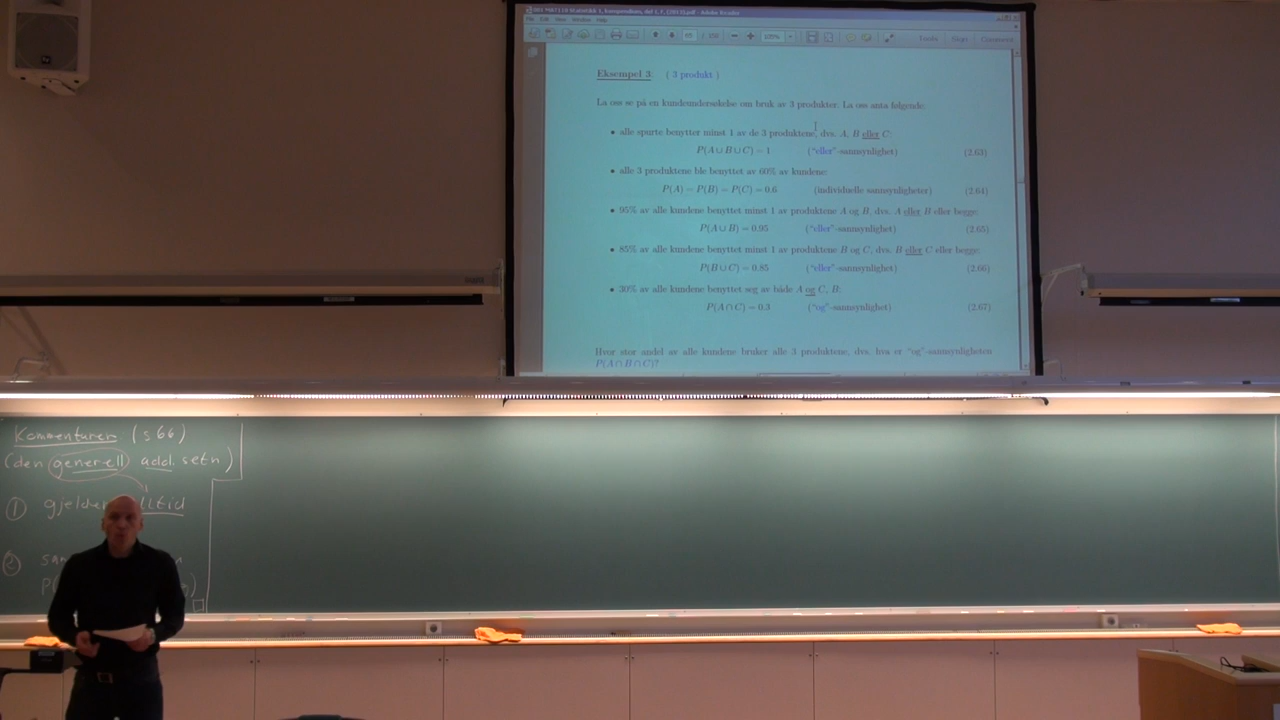 Tools Sign Comment
Eksempel 3. ( 3 produkt )
La oss se på en kundeundersøkelse om bruk av 3 produkter. La oss anta følgende:
• alle spurte benytter minst 1 av de 3 produktene, dvs. A, B eller C:
P(A∪B∪C) = 1 ("eller"-sannsynlighet) (2.63)
• alle 3 produktene ble benyttet av 60% av kundene:
P(A) = P(B) = P(C) = 0.6 (individuelle sannsynligheter) (2.64)
• 95% av alle kundene benyttet minst 1 av produktene A og B, dvs. A eller B eller begge:
P(A∪B) = 0.95 ("eller"-sannsynlighet) (2.65)
• 85% av alle kundene benyttet minst 1 av produktene B og C, dvs. B eller C eller begge:
P(B∪C) = 0.85 ("eller"-sannsynlighet) (2.66)
• 30% av alle kundene benyttet seg av både A og C, B:
P(A∩C) = 0.3 ("og"-sannsynlighet) (2.67)
Hvor stor andel av alle kundene bruker alle 3 produktene, dvs. hva er "og"-sannsynligheten
P(A∩B∩C)?
Kommentarer (s 66)
(den generell add. setn)
① gjelder
②